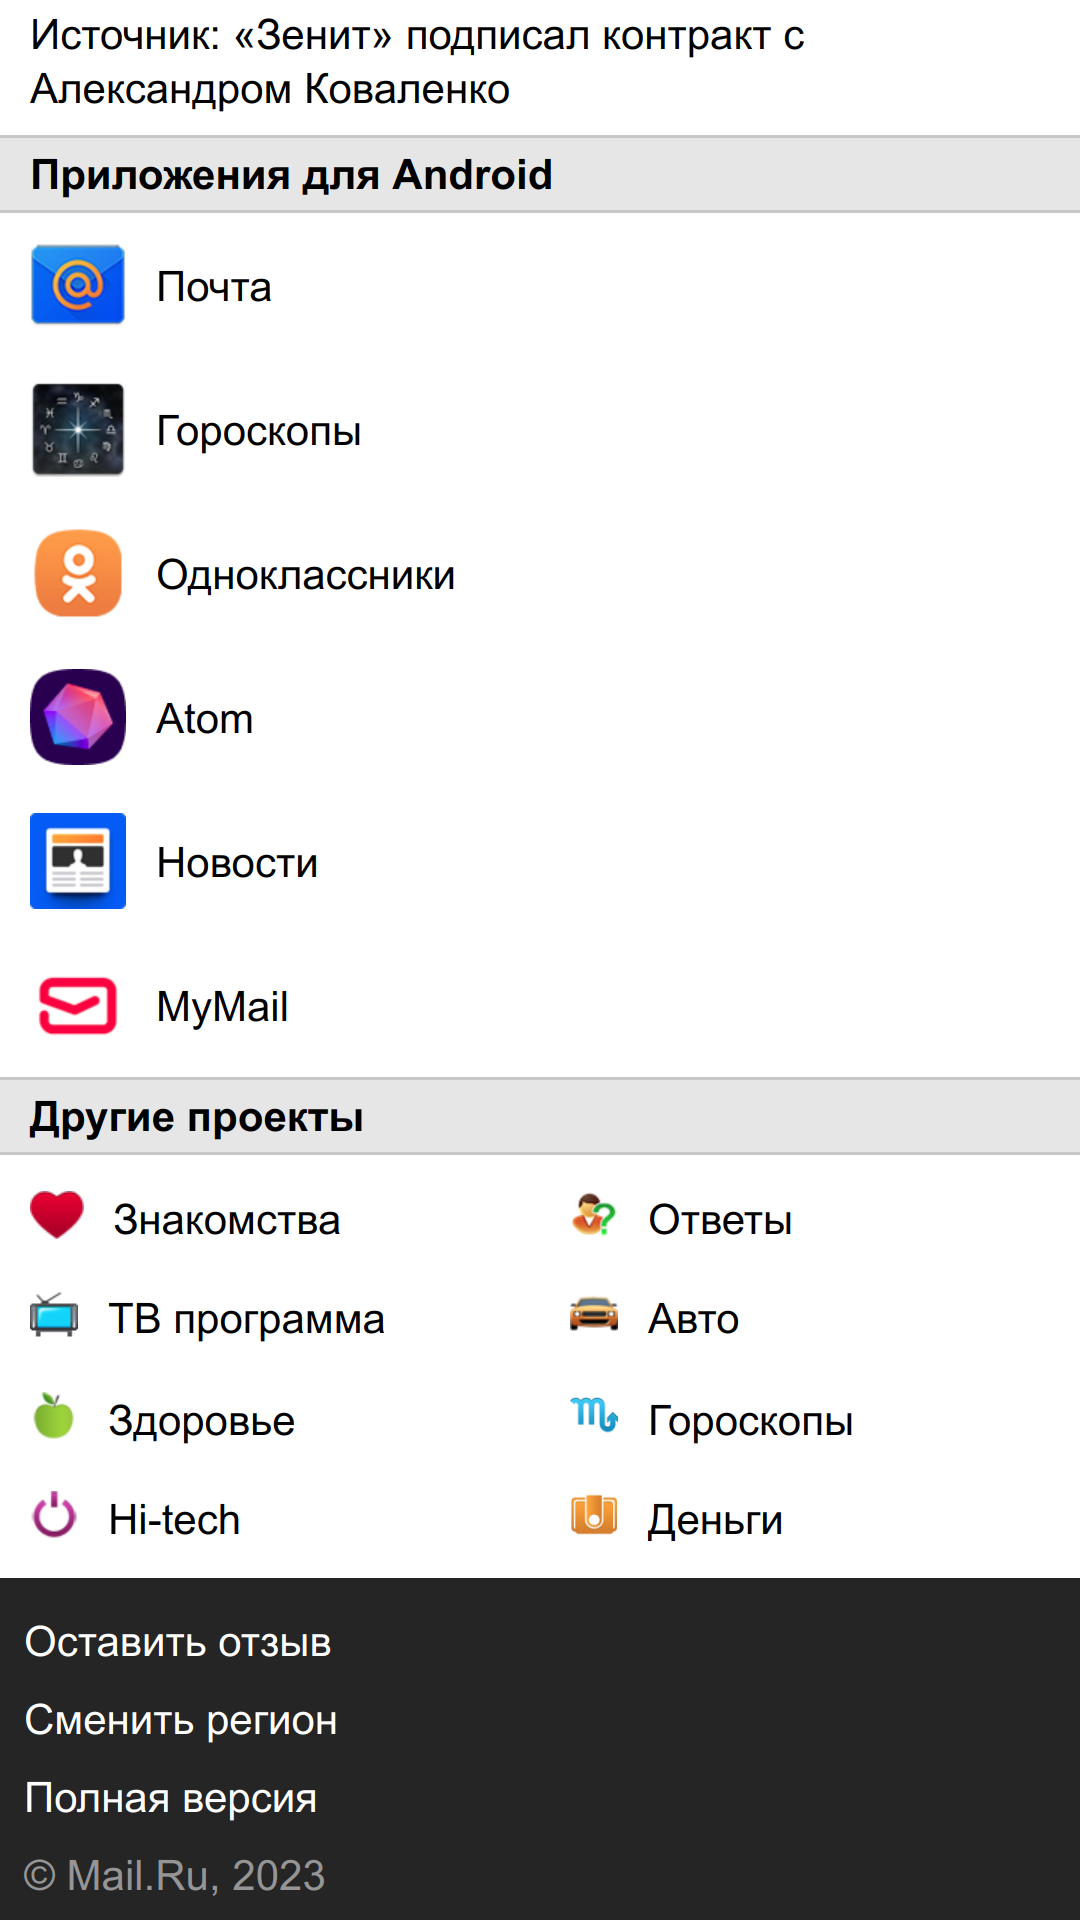 Источник: «Зенит» подписал контракт с
Александром Коваленко
Приложения для Android
Почта
Гороскопы
Одноклассники
Atom
Новости
MyMail
Другие проекты
Знакомства
Ответы
ТВ программа
Авто
Здоровье
Гороскопы
Hi-tech
Деньги
Оставить отзыв
Сменить регион
Полная версия
© Mail.Ru, 2023